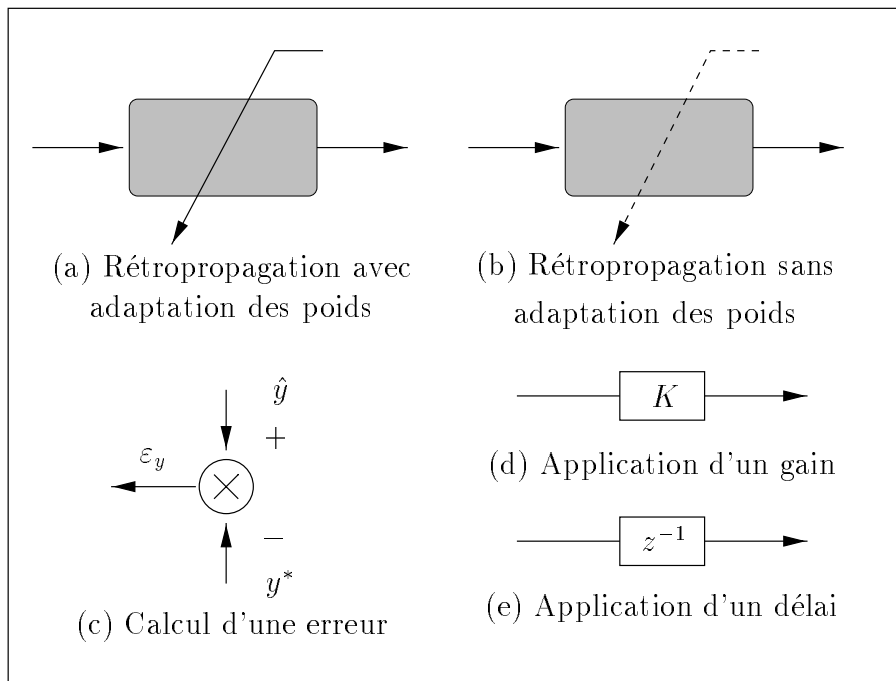 (a) Rétropropagation avec
adaptation des poids
(b) Rétropropagation sans
adaptation des poids
ŷ
+
ε_y
−
y*
(c) Calcul d'une erreur
K
(d) Application d'un gain
z⁻¹
(e) Application d'un délai